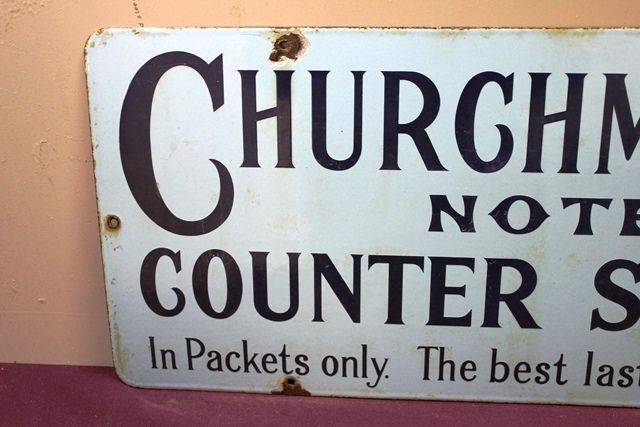 CHURCHM
NOTE
COUNTER S
In Packets only. The best las